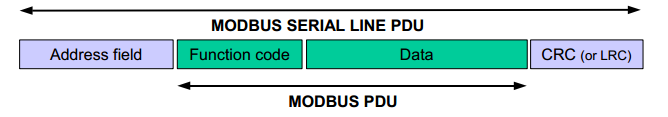 MODBUS SERIAL LINE PDU
Address field Function code Data CRC (or LRC)
MODBUS PDU